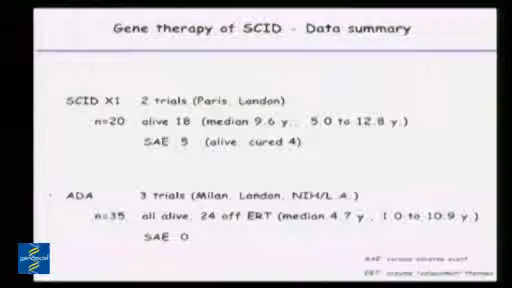 Gene therapy of SCID - Data summary
SCID X1 2 trials (Paris, London)
n=20 alive 18 (median 9.6 y., 5.0 to 12.8 y.)
SAE 5 (alive, cured 4)
ADA 3 trials (Milan, London, NIH/L.A.)
n=35 all alive, 24 off ERT (median 4.7 y, 1.0 to 10.9 y.)
SAE 0
SAE serious adverse event
ERT enzyme replacement therapy